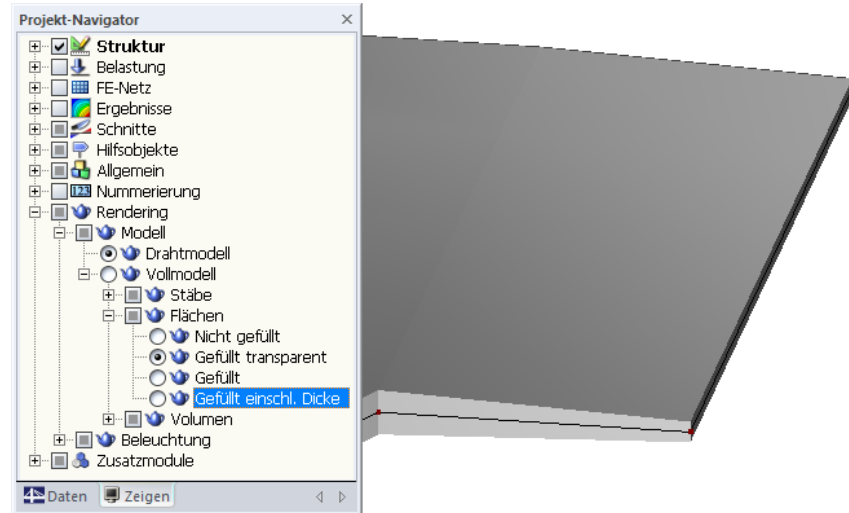 Projekt-Navigator
Struktur
Belastung
FE-Netz
Ergebnisse
Schnitte
Hilfsobjekte
Allgemein
123 Nummerierung
Rendering
Modell
Drahtmodell
Vollmodell
Stäbe
Flächen
Nicht gefüllt
Gefüllt transparent
Gefüllt
Gefüllt einschl. Dicke
Volumen
Beleuchtung
Zusatzmodule
Daten Zeigen